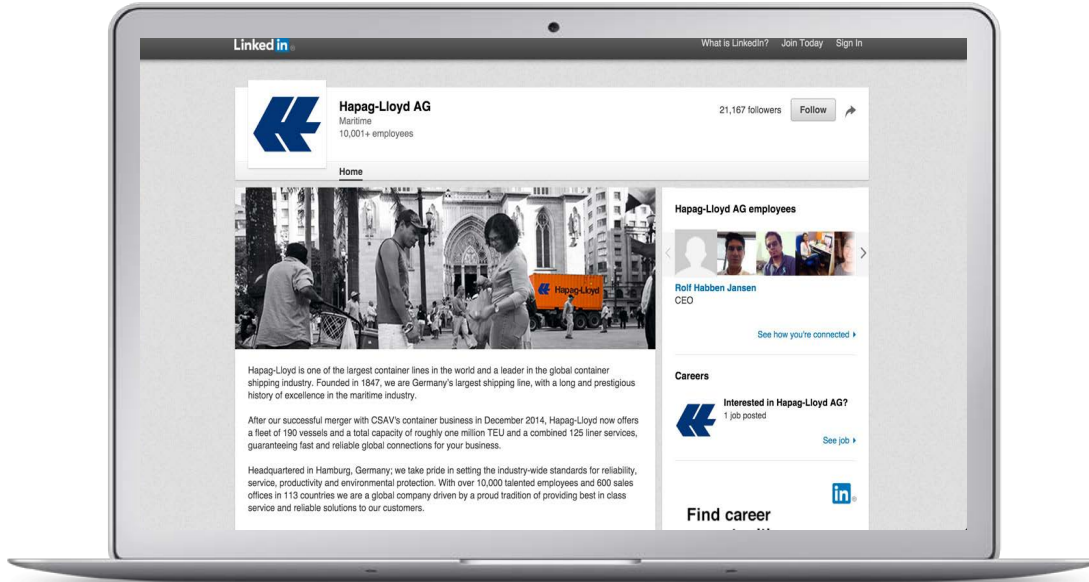 Linked in ®
What is LinkedIn? Join Today Sign In
Hapag-Lloyd AG
Maritime
10,001+ employees
21,167 followers Follow
Home
Hapag-Lloyd
Hapag-Lloyd is one of the largest container lines in the world and a leader in the global container
shipping industry. Founded in 1847, we are Germany's largest shipping line, with a long and prestigious
history of excellence in the maritime industry.
After our successful merger with CSAV's container business in December 2014, Hapag-Lloyd now offers
a fleet of 190 vessels and a total capacity of roughly one million TEU and a combined 125 liner services,
guaranteeing fast and reliable global connections for your business.
Headquartered in Hamburg, Germany; we take pride in setting the industry-wide standards for reliability,
service, productivity and environmental protection. With over 10,000 talented employees and 600 sales
offices in 113 countries we are a global company driven by a proud tradition of providing best in class
service and reliable solutions to our customers.
Hapag-Lloyd AG employees
Rolf Habben Jansen
CEO
See how you're connected
Careers
Interested in Hapag-Lloyd AG?
1 job posted
See job
in ®
Find career